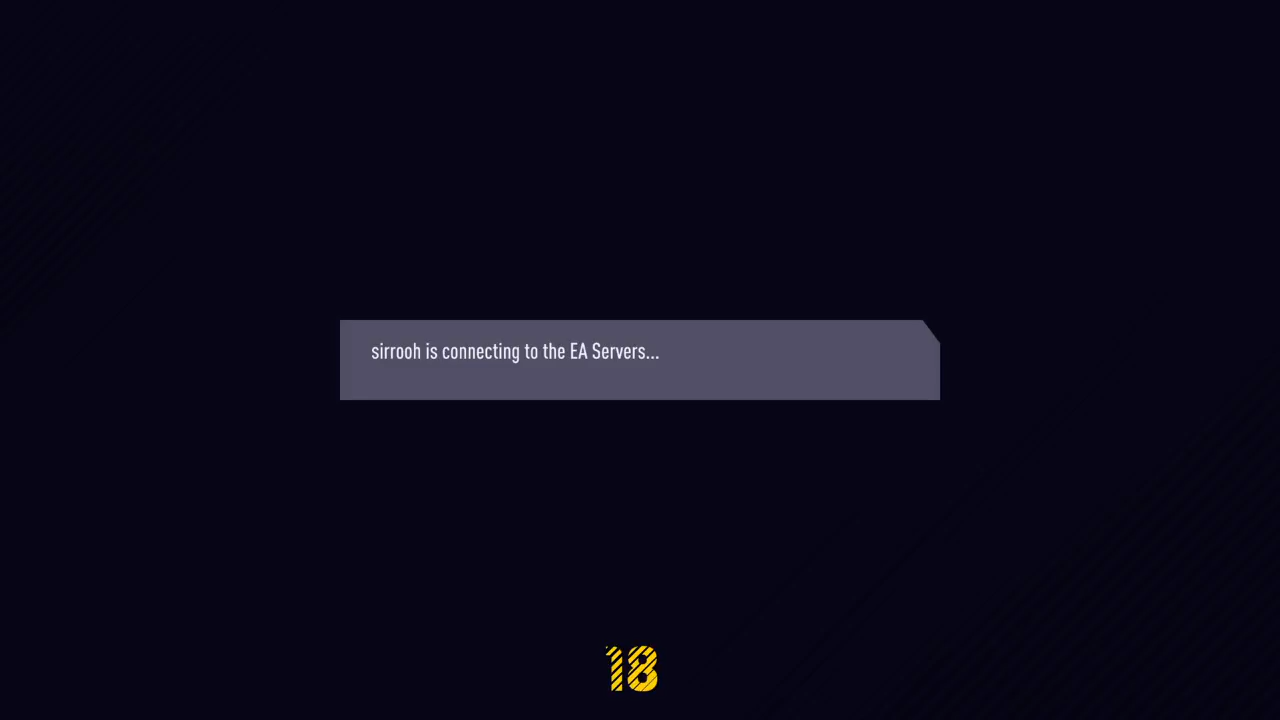 sirrooh is connecting to the EA Servers...
18